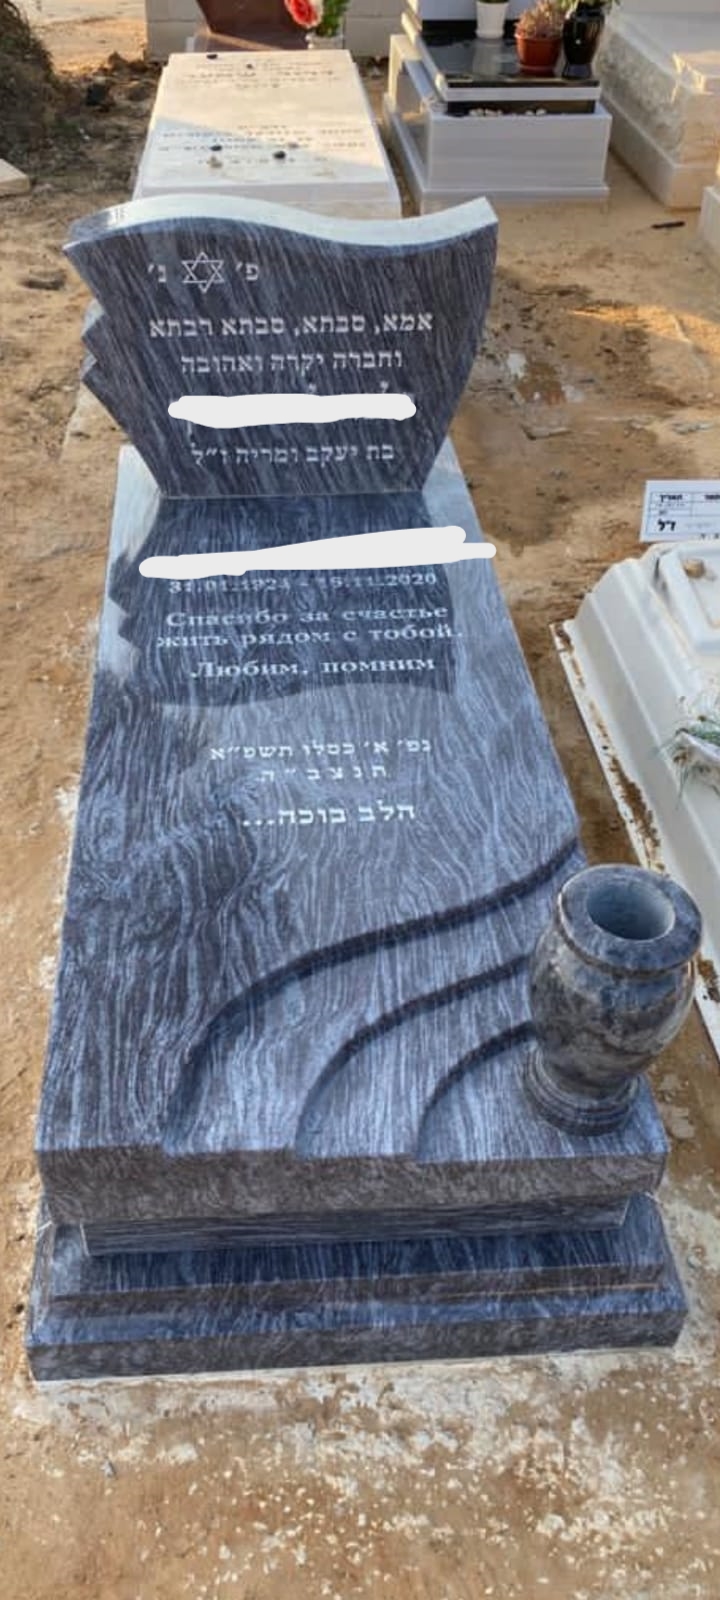 פ' נ'
אמא, סבתא, סבתא רבתא
וחברה יקרה ואהובה
בת יעקב ומריה ז״ל
31.01.1924 - 15.11.2020
Спасибо за счастье
жить рядом с тобой.
Любим, помним
נפ׳ א׳ כסלו תשפ״א
ת נ צ ב ״ ה
הלב בוכה...
ז״ל